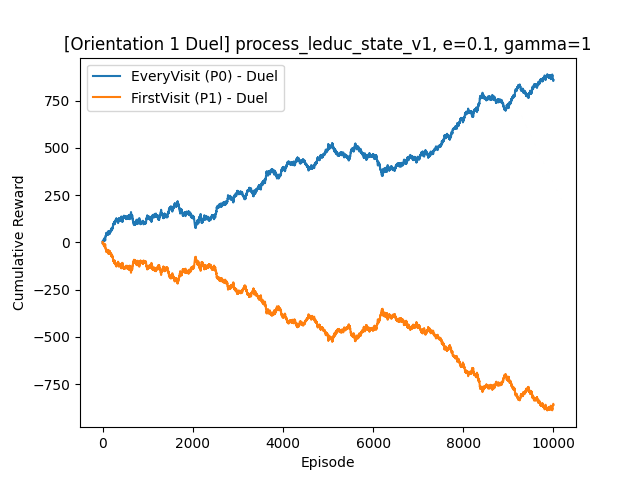 [Orientation 1 Duel] process_leduc_state_v1, e=0.1, gamma=1
EveryVisit (P0) - Duel
FirstVisit (P1) - Duel
750
500
250
0
−250
−500
−750
Cumulative Reward
0
2000
4000
6000
8000
10000
Episode